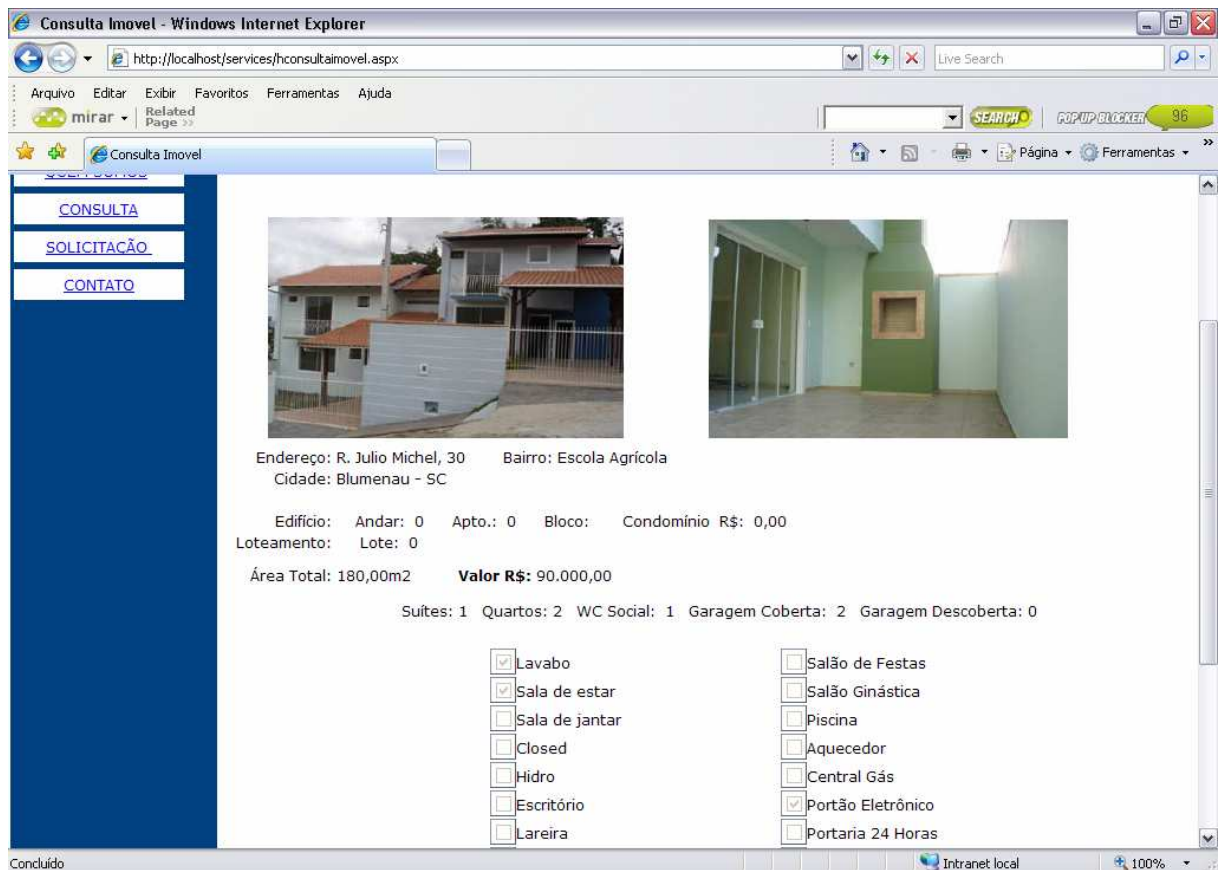 Consulta Imovel - Windows Internet Explorer
http://localhost/services/hconsultaimovel.aspx
Live Search
Arquivo Editar Exibir Favoritos Ferramentas Ajuda
mirar Related Page >>
SEARCH POPUP BLOCKER 96
Consulta Imovel
Página Ferramentas »
QUEM SOMOS
CONSULTA
SOLICITAÇÃO
CONTATO
Endereço: R. Julio Michel, 30 Bairro: Escola Agrícola
Cidade: Blumenau - SC
Edifício: Andar: 0 Apto.: 0 Bloco: Condomínio R$: 0,00
Loteamento: Lote: 0
Área Total: 180,00m2 Valor R$: 90.000,00
Suítes: 1 Quartos: 2 WC Social: 1 Garagem Coberta: 2 Garagem Descoberta: 0
Lavabo Salão de Festas
Sala de estar Salão Ginástica
Sala de jantar Piscina
Closed Aquecedor
Hidro Central Gás
Escritório Portão Eletrônico
Lareira Portaria 24 Horas
Concluído Intranet local 100%